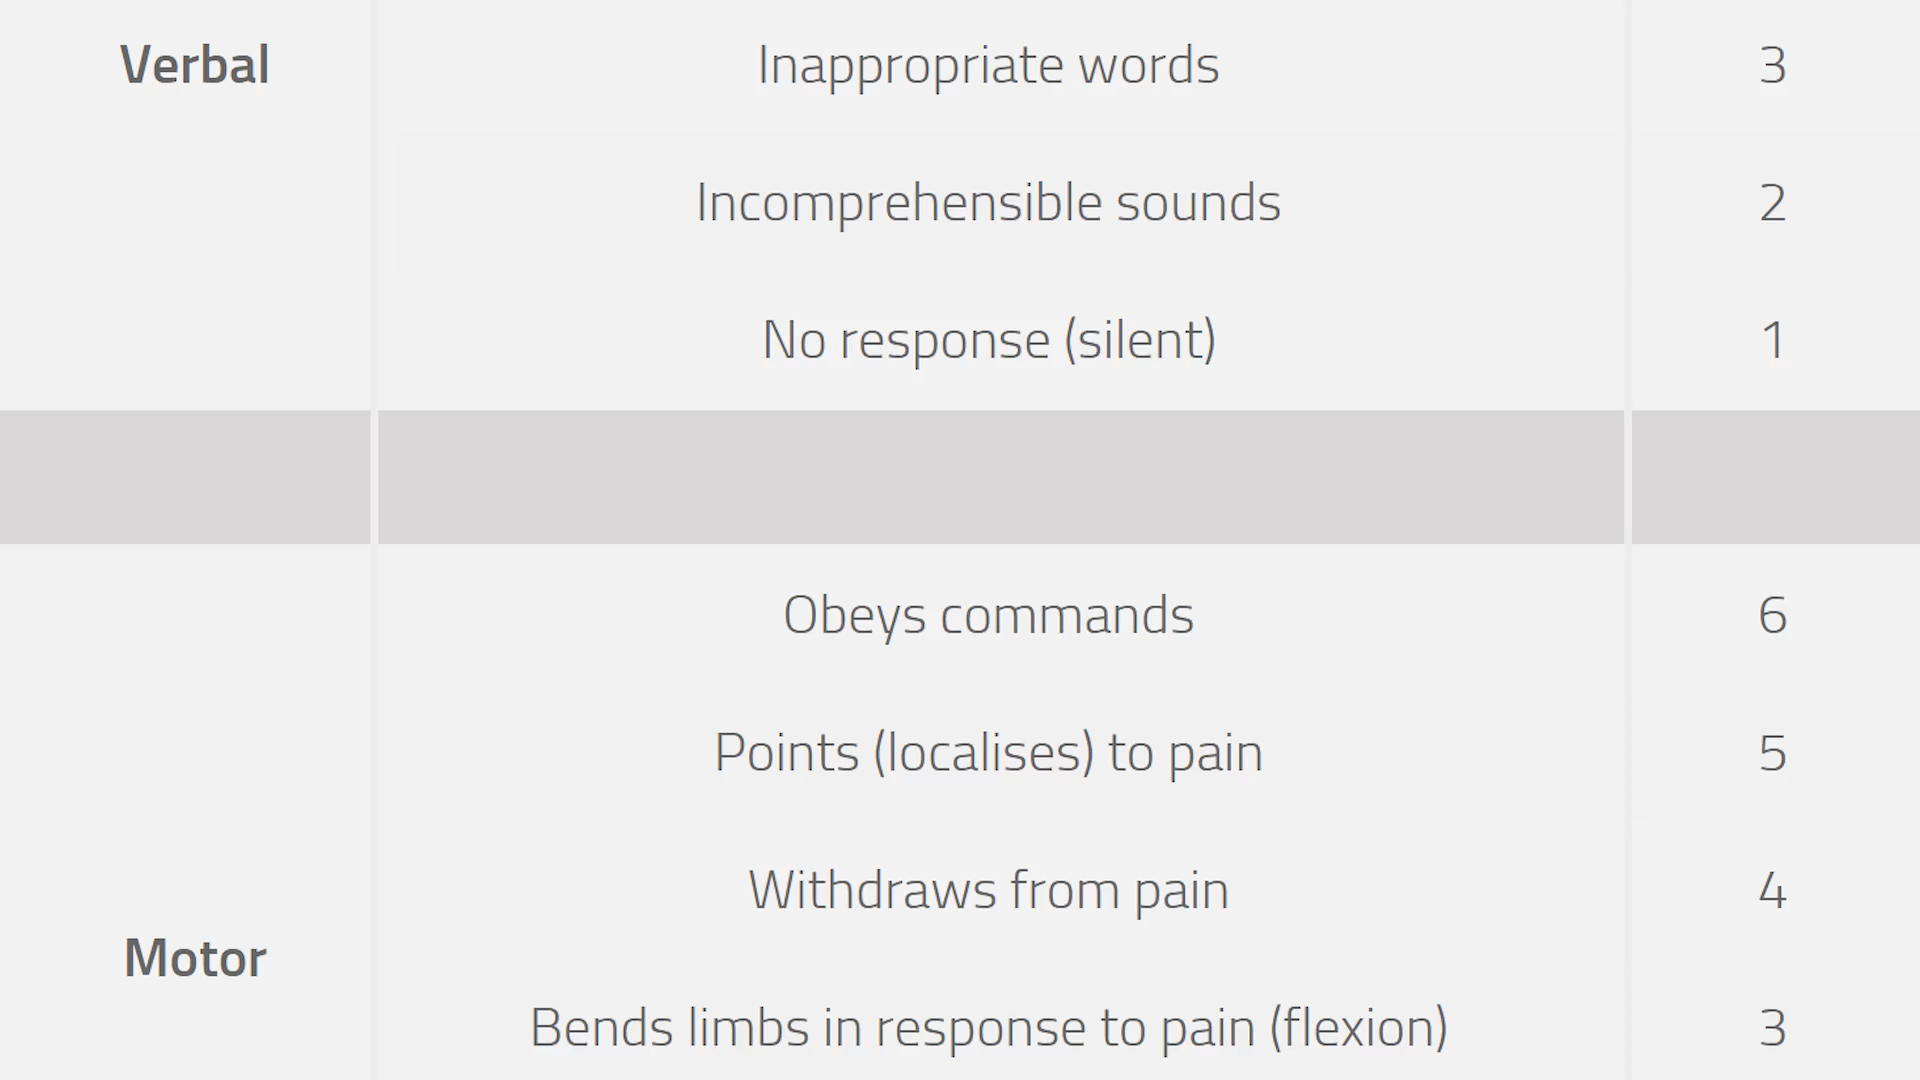 Verbal
Inappropriate words 3
Incomprehensible sounds 2
No response (silent) 1
Obeys commands 6
Points (localises) to pain 5
Withdraws from pain 4
Motor
Bends limbs in response to pain (flexion) 3